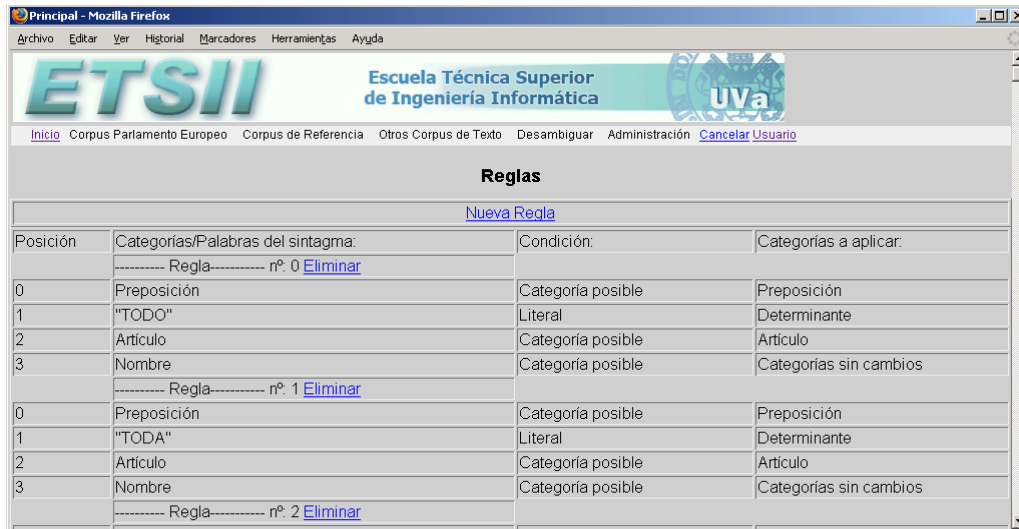 Principal - Mozilla Firefox
Archivo Editar Ver Historial Marcadores Herramientas Ayuda
ETSII
Escuela Técnica Superior
de Ingeniería Informática
UVa
Inicio Corpus Parlamento Europeo Corpus de Referencia Otros Corpus de Texto Desambiguar Administración Cancelar Usuario
Reglas
Nueva Regla
Posición Categorías/Palabras del sintagma: Condición: Categorías a aplicar:
---------- Regla----------- nº: 0 Eliminar
0 Preposición Categoría posible Preposición
1 "TODO" Literal Determinante
2 Artículo Categoría posible Artículo
3 Nombre Categoría posible Categorías sin cambios
---------- Regla----------- nº: 1 Eliminar
0 Preposición Categoría posible Preposición
1 "TODA" Literal Determinante
2 Artículo Categoría posible Artículo
3 Nombre Categoría posible Categorías sin cambios
---------- Regla----------- nº: 2 Eliminar